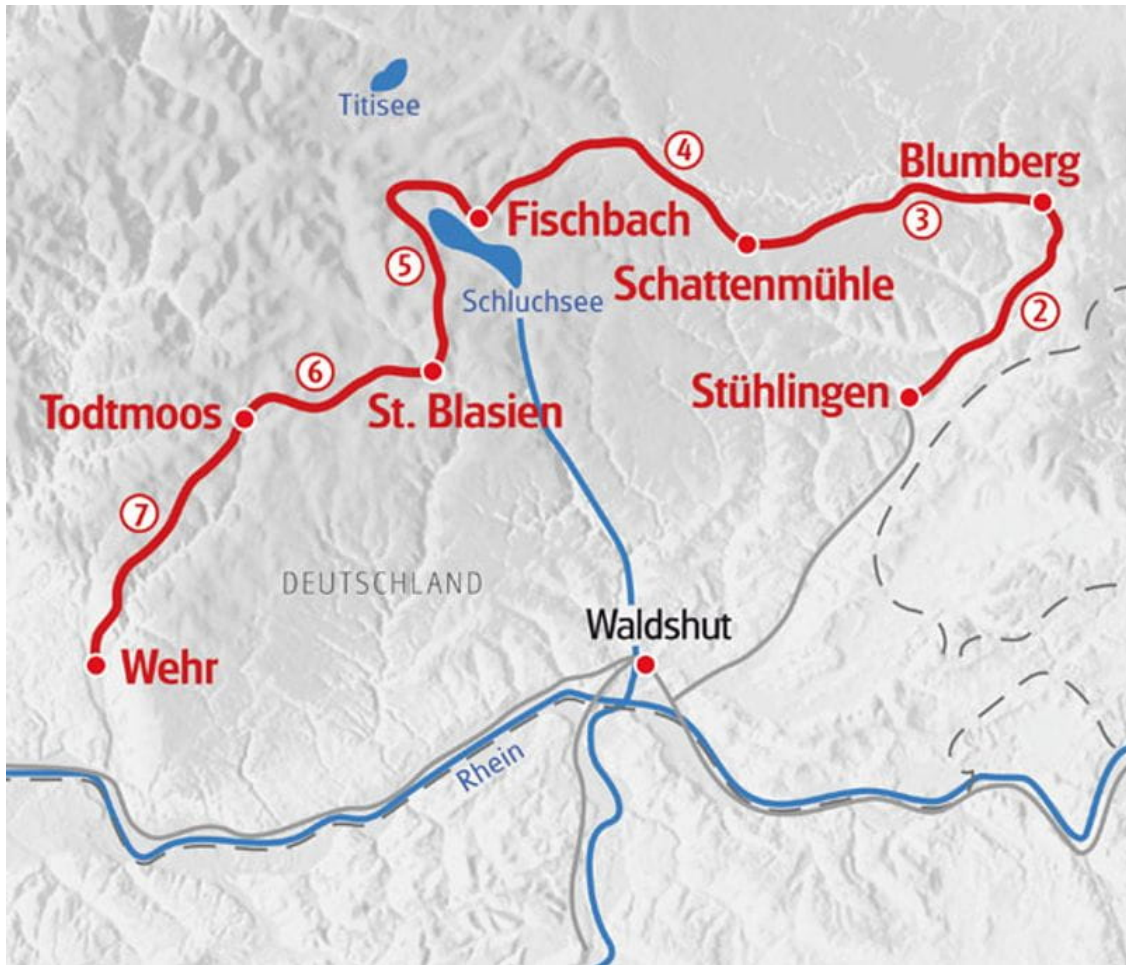 Titisee
4
Blumberg
Fischbach
3
5
Schattenmühle
Schluchsee
2
6
Stühlingen
Todtmoos
St. Blasien
7
DEUTSCHLAND
Waldshut
Wehr
Rhein